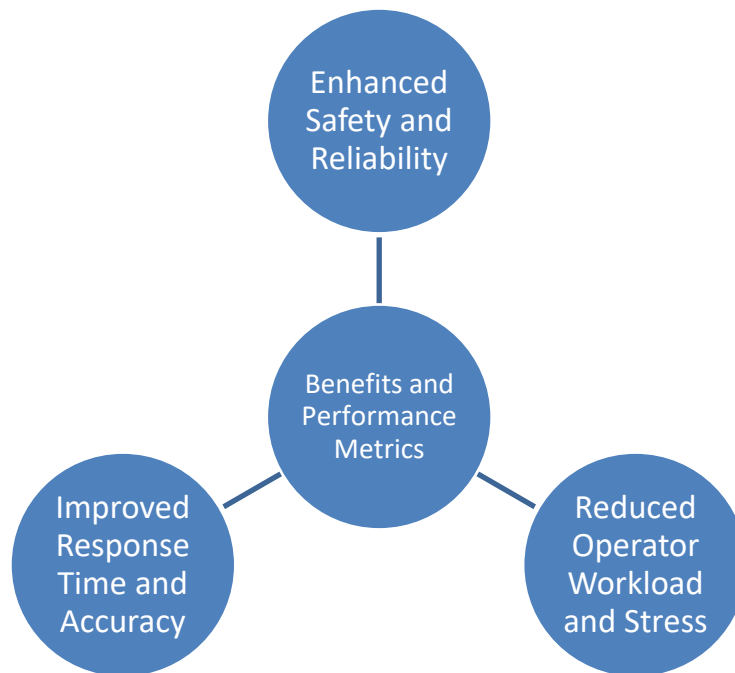 Enhanced
Safety and
Reliability
Benefits and
Performance
Metrics
Improved
Response
Time and
Accuracy
Reduced
Operator
Workload
and Stress